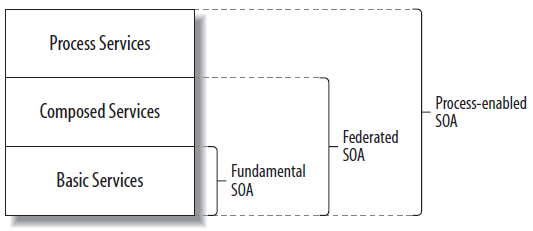 Process Services
Composed Services
Basic Services
Fundamental
SOA
Federated
SOA
Process-enabled
SOA